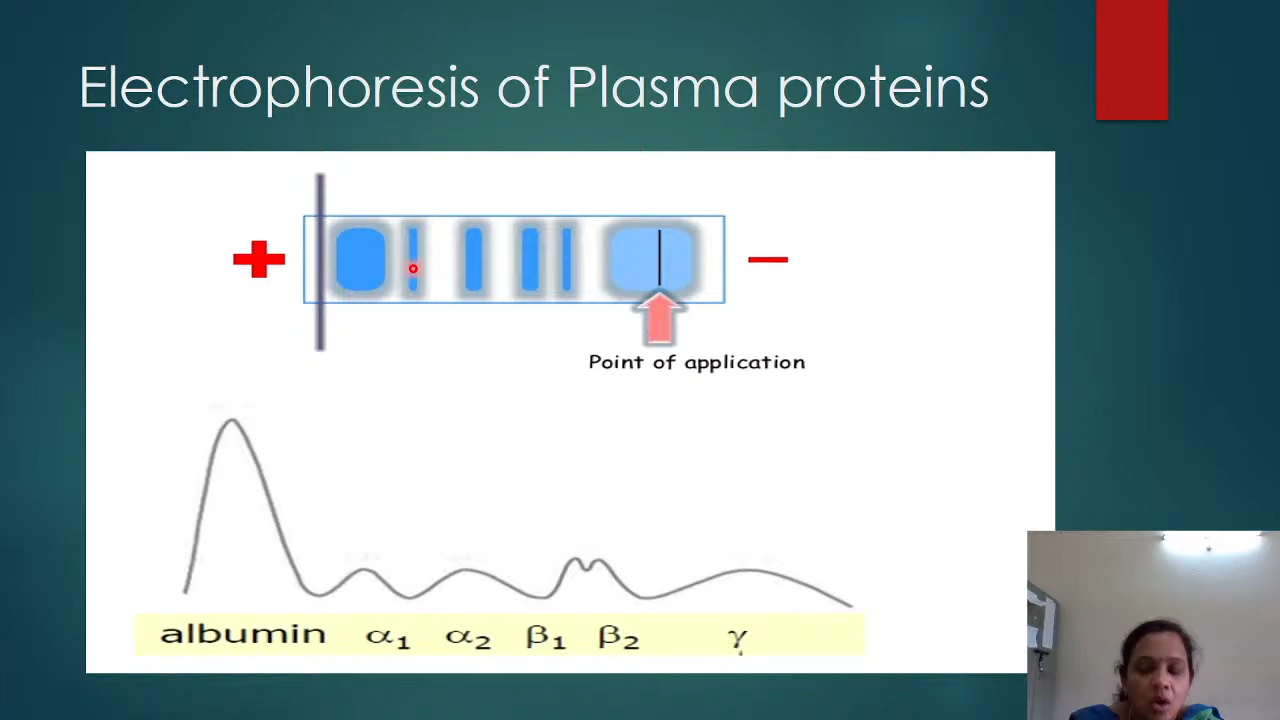 Electrophoresis of Plasma proteins
+ −
Point of application
albumin α₁ α₂ β₁ β₂ γ